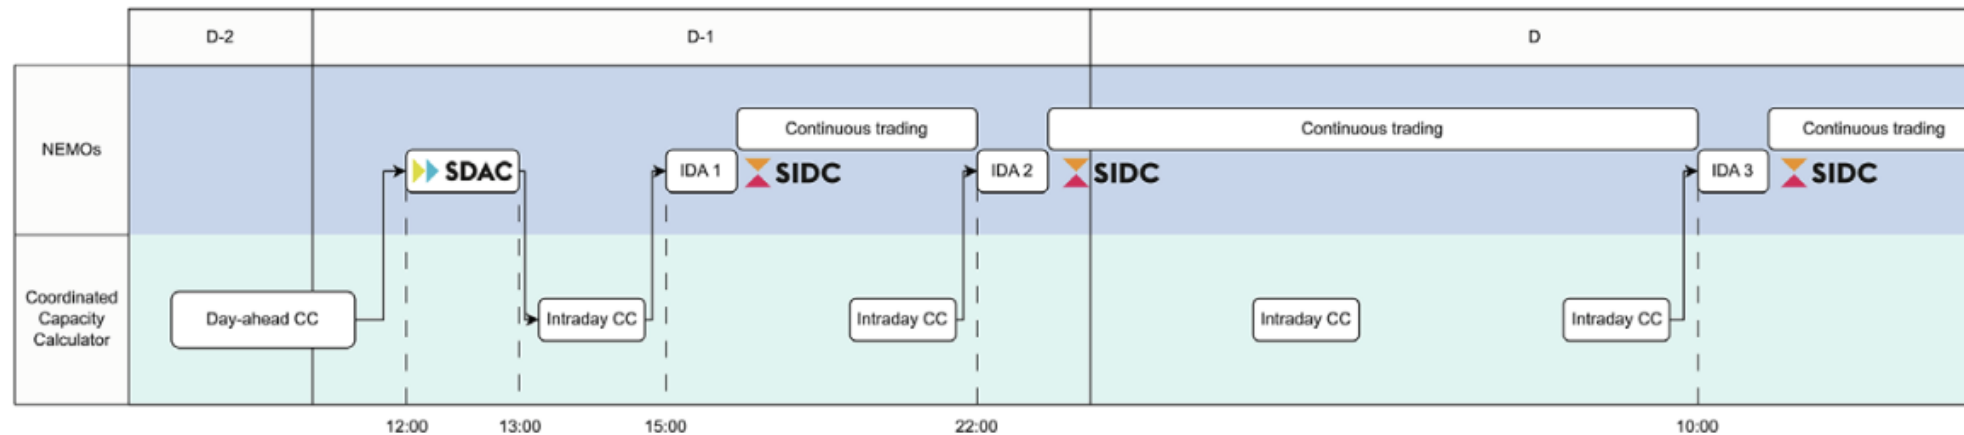 D-2
D-1
D
NEMOs
Continuous trading
Continuous trading
Continuous trading
SDAC
IDA 1
SIDC
IDA 2
SIDC
IDA 3
SIDC
Coordinated
Capacity
Calculator
Day-ahead CC
Intraday CC
Intraday CC
Intraday CC
Intraday CC
12:00
13:00
15:00
22:00
10:00